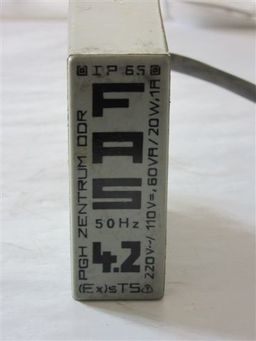 IP 65
PGH ZENTRUM DDR
FAS
50Hz
4.2
220V~/110V=,60VA/20W,1A
(Ex)sT5